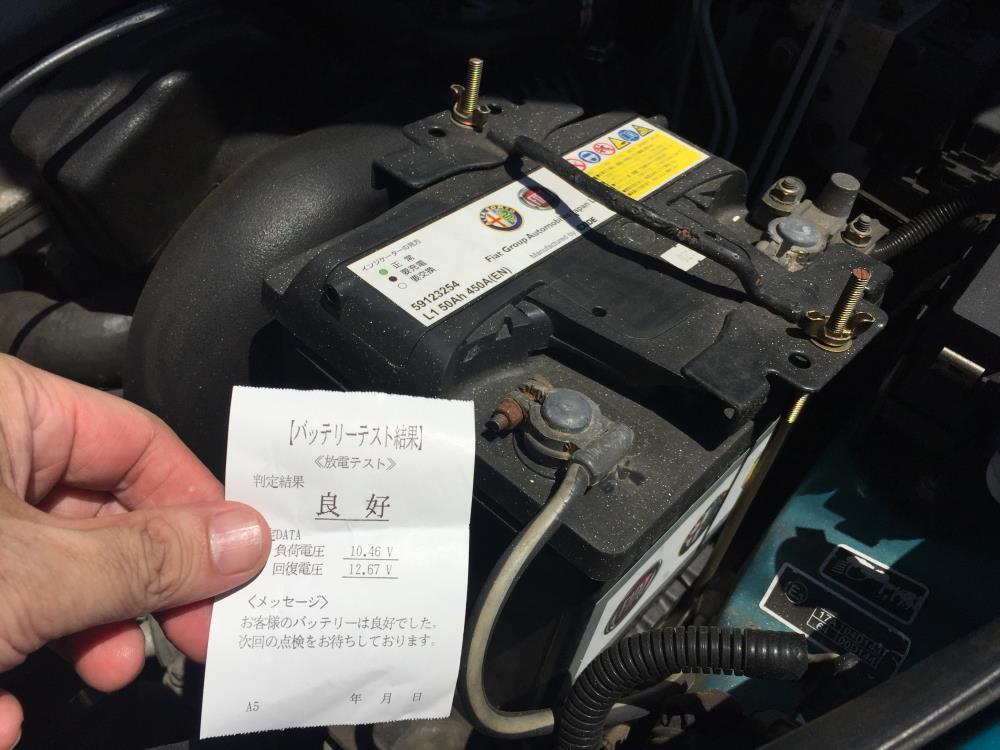 【バッテリーテスト結果】
《放電テスト》
判定結果
良 好
DATA
負荷電圧 10.46 V
回復電圧 12.67 V
＜メッセージ＞
お客様のバッテリーは良好でした。
次回の点検をお待ちしております。
A5 年 月 日
インジケーターの見方
正 常
要充電
要交換
59123254
L1 50Ah 450A(EN)
Fiat Group Automobiles Japan
Manufactured by
FIAT
17